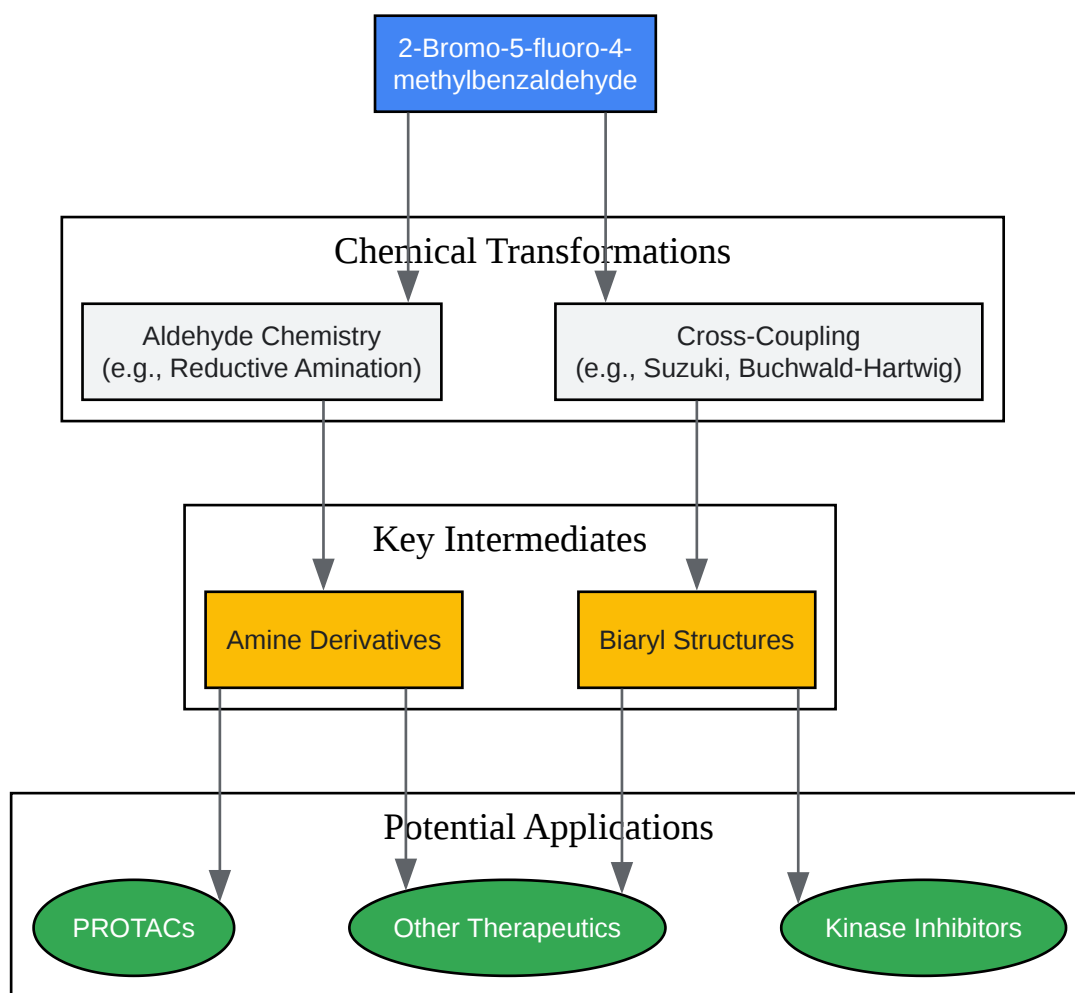 2-Bromo-5-fluoro-4-
methylbenzaldehyde
Chemical Transformations
Aldehyde Chemistry
(e.g., Reductive Amination)
Cross-Coupling
(e.g., Suzuki, Buchwald-Hartwig)
Key Intermediates
Amine Derivatives
Biaryl Structures
Potential Applications
PROTACs
Other Therapeutics
Kinase Inhibitors